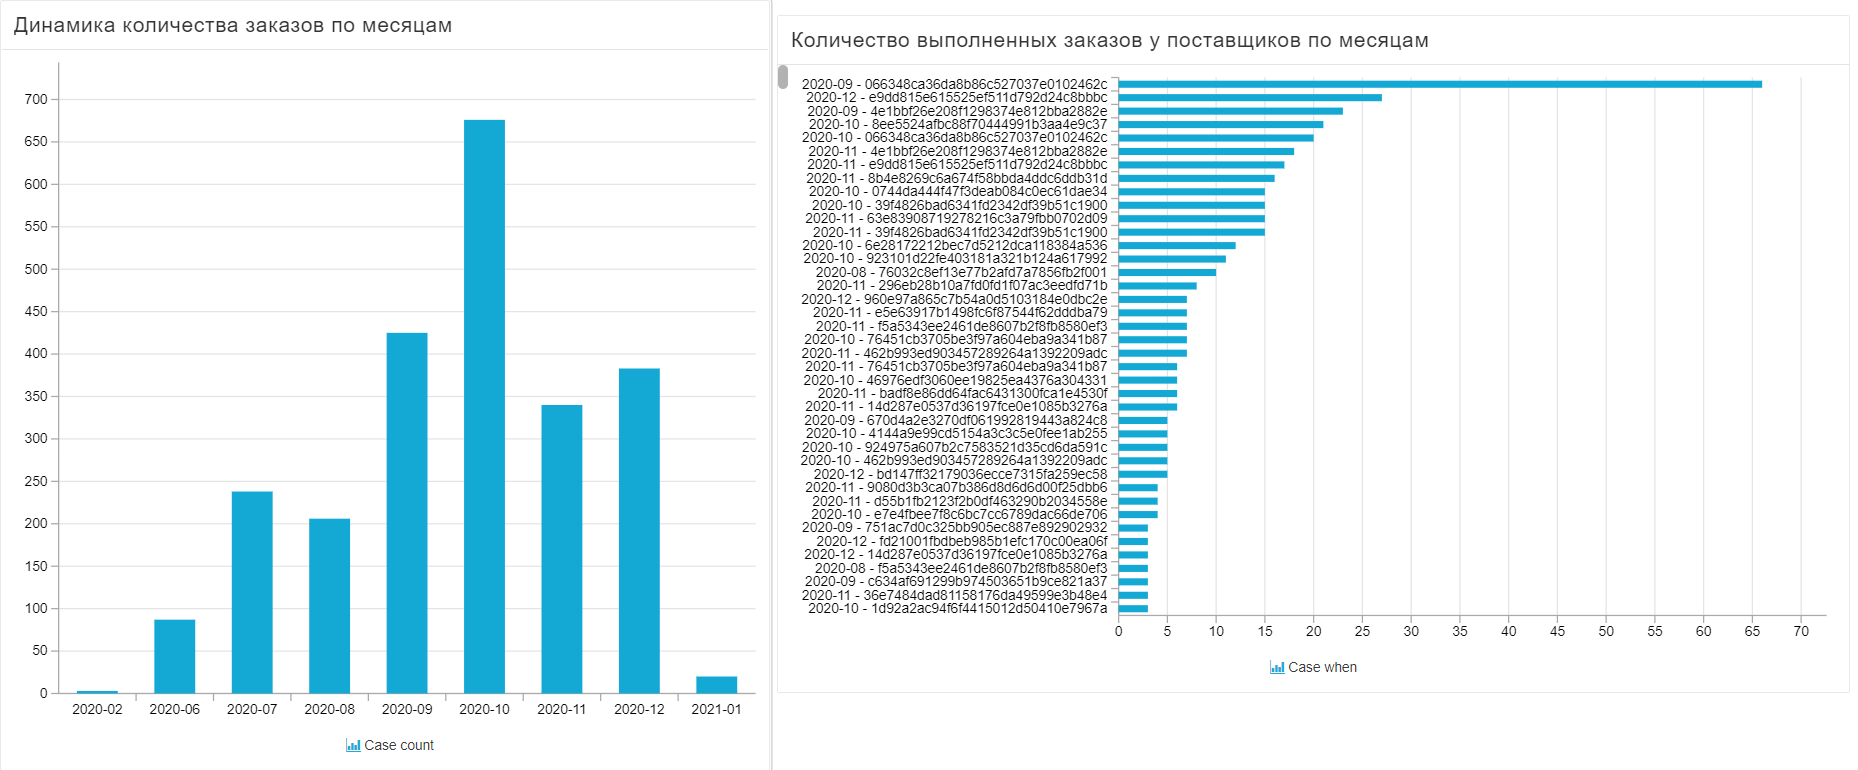 Динамика количества заказов по месяцам
700
650
600
550
500
450
400
350
300
250
200
150
100
50
0
2020-02 2020-06 2020-07 2020-08 2020-09 2020-10 2020-11 2020-12 2021-01
Case count
Количество выполненных заказов у поставщиков по месяцам
2020-09 - 066348ca36da8b86c527037e0102462c
2020-12 - e9dd815e615525ef511d792d24c8bbbc
2020-09 - 4e1bbf26e208f1298374e812bba2882e
2020-10 - 8ee5524afbc88f70444991b3aa4e9c37
2020-10 - 066348ca36da8b86c527037e0102462c
2020-11 - 4e1bbf26e208f1298374e812bba2882e
2020-11 - e9dd815e615525ef511d792d24c8bbbc
2020-11 - 8b4e8269c6a674f58bbda4ddc6ddb31d
2020-10 - 0744da444f47f3deab084c0ec61dae34
2020-10 - 39f4826bad6341fd2342df39b51c1900
2020-11 - 63e83908719278216c3a79fbb0702d09
2020-11 - 39f4826bad6341fd2342df39b51c1900
2020-10 - 6e28172212bec7d5212dca118384a536
2020-10 - 923101d22fe403181a321b124a617992
2020-08 - 76032c8ef13e77b2afd7a7856fb2f001
2020-11 - 296eb28b10a7fd0fd1f07ac3eedfd71b
2020-12 - 960e97a865c7b54a0d5103184e0dbc2e
2020-11 - e5e63917b1498fc6f87544f62dddba79
2020-11 - f5a5343ee2461de8607b2f8fb8580ef3
2020-10 - 76451cb3705be3f97a604eba9a341b87
2020-11 - 462b993ed903457289264a1392209adc
2020-11 - 76451cb3705be3f97a604eba9a341b87
2020-10 - 46976edf3060ee19825ea4376a304331
2020-11 - badf8e86dd64fac6431300fca1e4530f
2020-11 - 14d287e0537d36197fce0e1085b3276a
2020-09 - 670d4a2e3270df061992819443a824c8
2020-10 - 4144a9e99cd5154a3c3c5e0fee1ab255
2020-10 - 924975a607b2c7583521d35cd6da591c
2020-10 - 462b993ed903457289264a1392209adc
2020-12 - bd147ff32179036ecce7315fa259ec58
2020-11 - 9080d3b3ca07b386d8d6d6d00f25dbb6
2020-11 - d55b1fb2123f2b0df463290b2034558e
2020-10 - e7e4fbee7f8c6bc7cc6789dac66de706
2020-09 - 751ac7d0c325bb905ec887e892902932
2020-12 - fd21001fbdbeb985b1efc170c00ea06f
2020-12 - 14d287e0537d36197fce0e1085b3276a
2020-08 - f5a5343ee2461de8607b2f8fb8580ef3
2020-09 - c634af691299b974503651b9ce821a37
2020-11 - 36e7484dad81158176da49599e3b48e4
2020-10 - 1d92a2ac94f6f4415012d50410e7967a
0 5 10 15 20 25 30 35 40 45 50 55 60 65 70
Case when